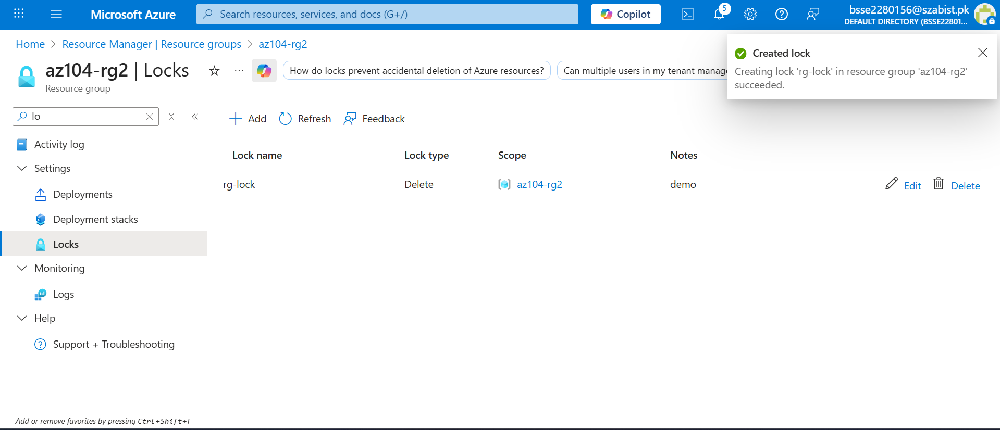 Microsoft Azure
Search resources, services, and docs (G+/)
Copilot
5
bsse2280156@szabist.pk
DEFAULT DIRECTORY (BSSE22801...
Home > Resource Manager | Resource groups > az104-rg2
az104-rg2 | Locks
Resource group
How do locks prevent accidental deletion of Azure resources?
Can multiple users in my tenant manage
Created lock
Creating lock 'rg-lock' in resource group 'az104-rg2'
succeeded.
lo
Add Refresh Feedback
Activity log
Settings
Deployments
Deployment stacks
Locks
Monitoring
Logs
Help
Support + Troubleshooting
Lock name Lock type Scope Notes
rg-lock Delete az104-rg2 demo Edit Delete
Add or remove favorites by pressing Ctrl+Shift+F